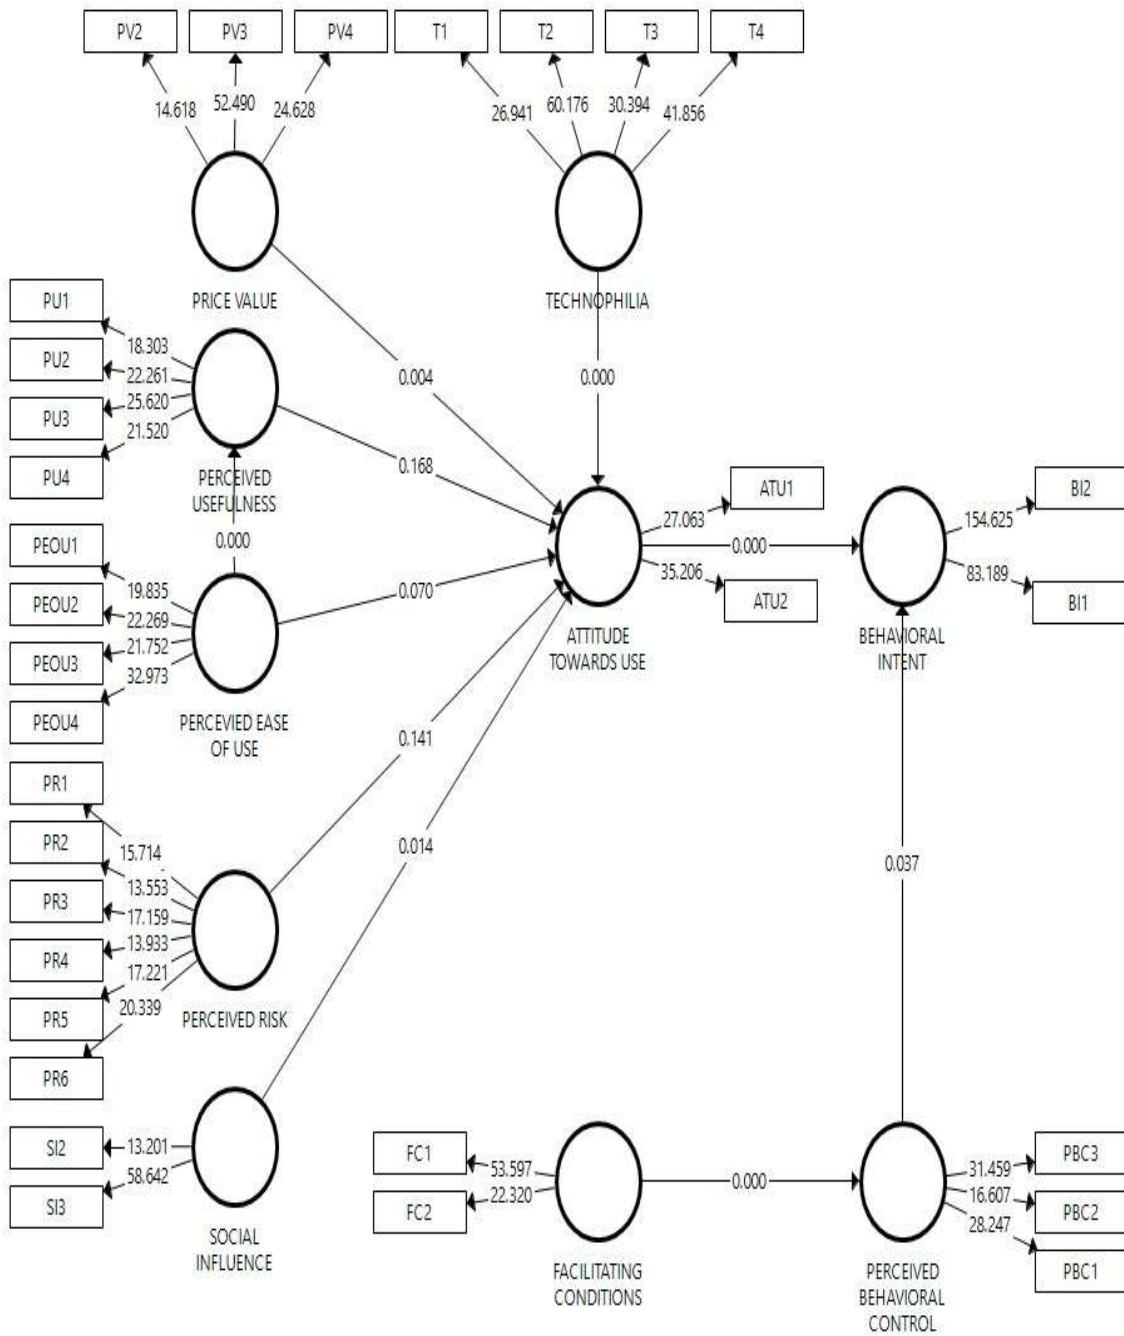 PV2
PV3
PV4
T1
T2
T3
T4
14.618
52.490
24.628
26.941
60.176
30.394
41.856
PRICE VALUE
TECHNOPHILIA
PU1
PU2
PU3
PU4
18.303
22.261
25.620
21.520
PERCEIVED
USEFULNESS
0.004
0.000
0.168
0.000
PEOU1
PEOU2
PEOU3
PEOU4
19.835
22.269
21.752
32.973
PERCEVIED EASE
OF USE
0.070
ATU1
ATU2
27.063
35.206
0.000
ATTITUDE
TOWARDS USE
BI2
BI1
154.625
83.189
BEHAVIORAL
INTENT
PR1
PR2
PR3
PR4
PR5
PR6
15.714
13.553
17.159
13.933
17.221
20.339
PERCEIVED RISK
0.141
0.014
0.037
SI2
SI3
13.201
58.642
SOCIAL
INFLUENCE
FC1
FC2
53.597
22.320
FACILITATING
CONDITIONS
0.000
PBC3
PBC2
PBC1
31.459
16.607
28.247
PERCEIVED
BEHAVIORAL
CONTROL